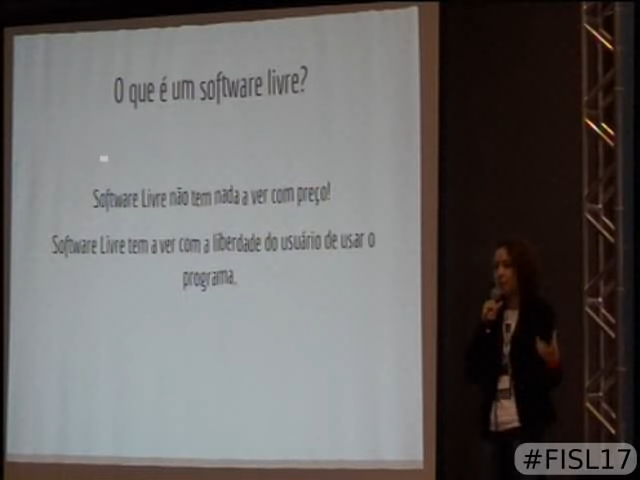 O que é um software livre?
Software Livre não tem nada a ver com preço!
Software Livre tem a ver com a liberdade do usuário de usar o
programa.
#FISL17